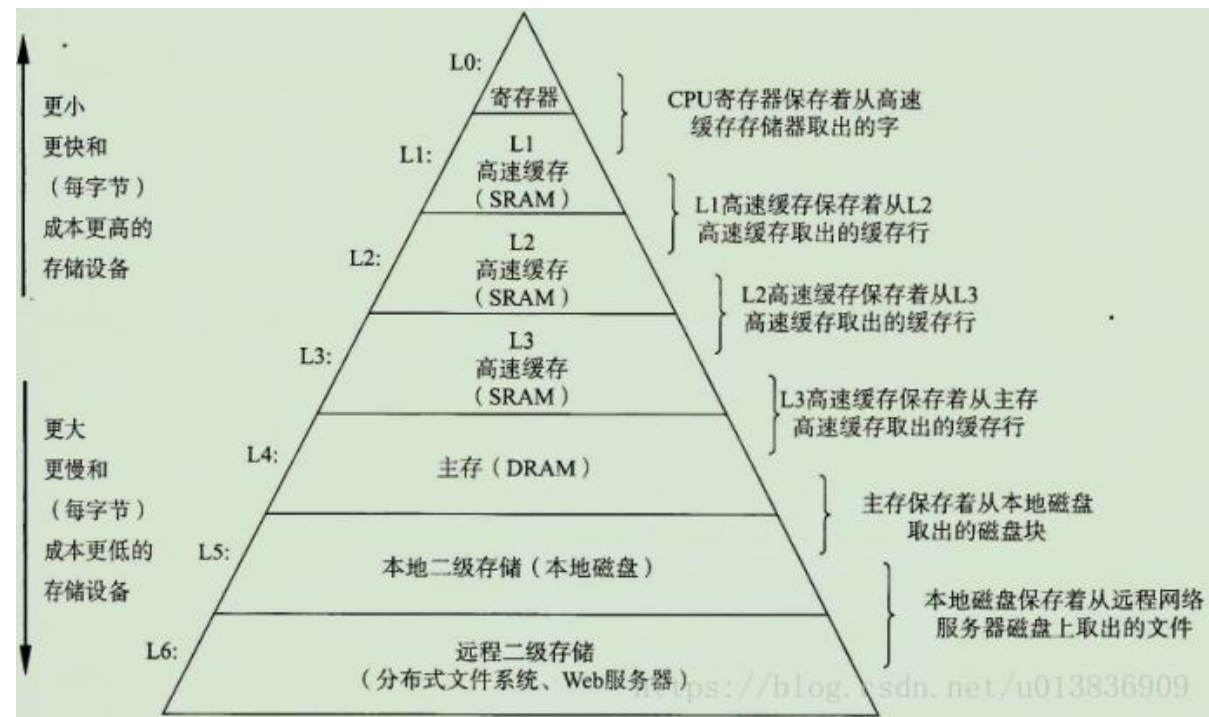 L0:
寄存器
CPU寄存器保存着从高速
缓存存储器取出的字
更小
更快和
（每字节）
成本更高的
存储设备
L1:
L1
高速缓存
（SRAM）
L1高速缓存保存着从L2
高速缓存取出的缓存行
L2:
L2
高速缓存
（SRAM）
L2高速缓存保存着从L3
高速缓存取出的缓存行
L3:
L3
高速缓存
（SRAM）
L3高速缓存保存着从主存
高速缓存取出的缓存行
更大
更慢和
（每字节）
成本更低的
存储设备
L4:
主存（DRAM）
主存保存着从本地磁盘
取出的磁盘块
L5:
本地二级存储（本地磁盘）
本地磁盘保存着从远程网络
服务器磁盘上取出的文件
L6:
远程二级存储
（分布式文件系统、Web服务器）
https://blog.csdn.net/u013836909